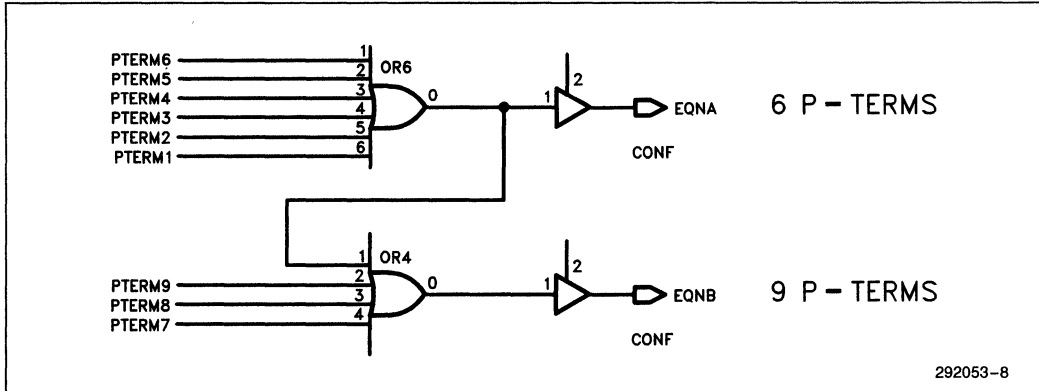 PTERM6 1 OR6
PTERM5 2
PTERM4 3 0 1 2 EQNA 6 P-TERMS
PTERM3 4
PTERM2 5 CONF
PTERM1 6
1 OR4
PTERM9 2 0 1 2 EQNB 9 P-TERMS
PTERM8 3
PTERM7 4 CONF
292053-8